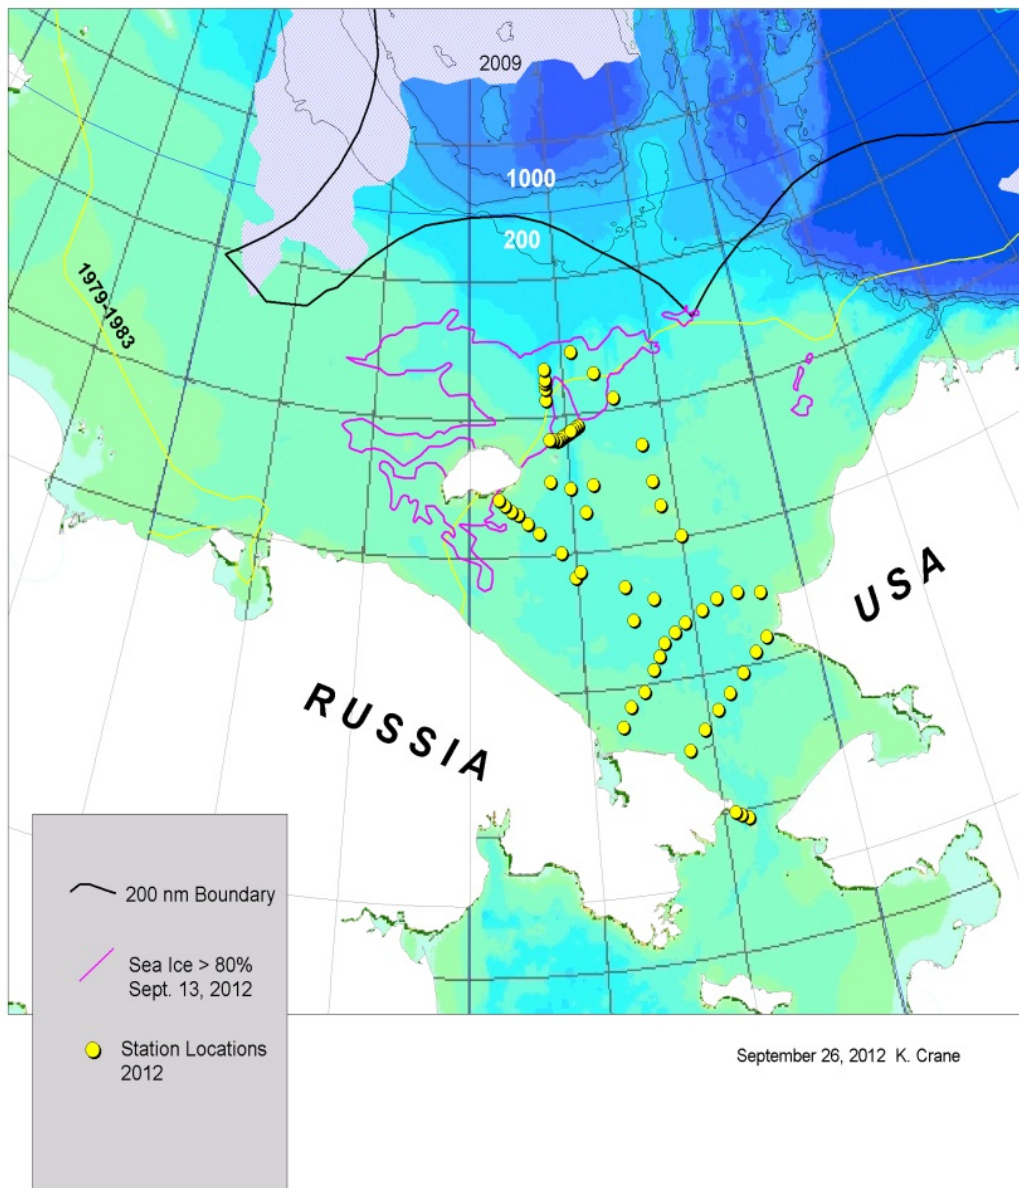 2009
1000
200
1979-1983
USA
RUSSIA
200 nm Boundary
Sea Ice > 80%
Sept. 13, 2012
Station Locations
2012
September 26, 2012 K. Crane